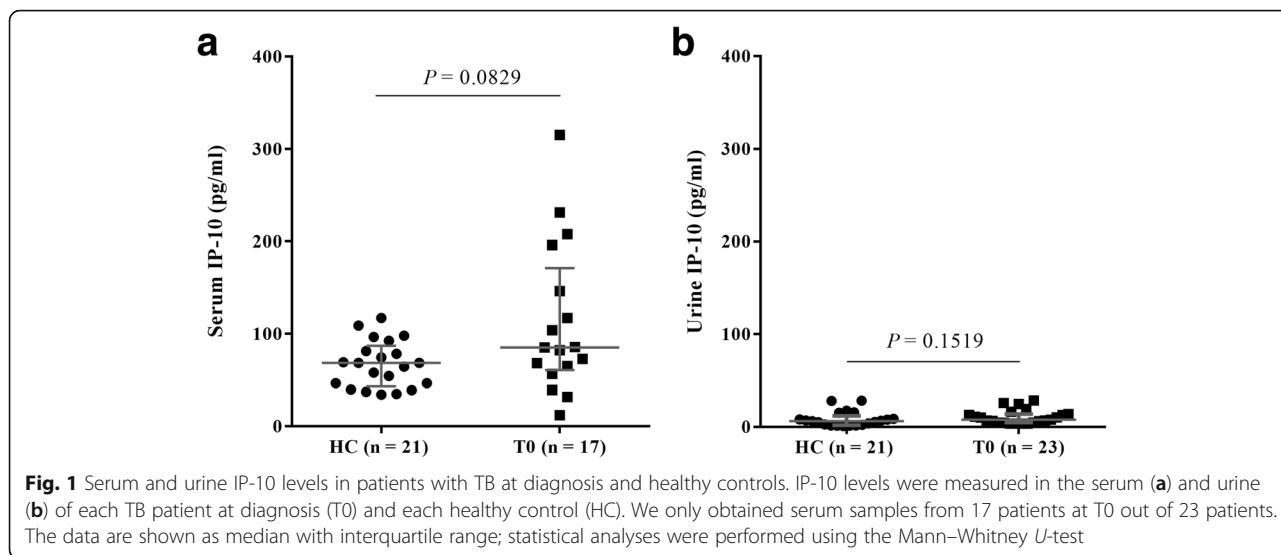 a
400
300
200
100
0
Serum IP-10 (pg/ml)
P = 0.0829
HC (n = 21)
T0 (n = 17)
b
400
300
200
100
0
Urine IP-10 (pg/ml)
P = 0.1519
HC (n = 21)
T0 (n = 23)
Fig. 1 Serum and urine IP-10 levels in patients with TB at diagnosis and healthy controls. IP-10 levels were measured in the serum (a) and urine
(b) of each TB patient at diagnosis (T0) and each healthy control (HC). We only obtained serum samples from 17 patients at T0 out of 23 patients.
The data are shown as median with interquartile range; statistical analyses were performed using the Mann–Whitney U-test